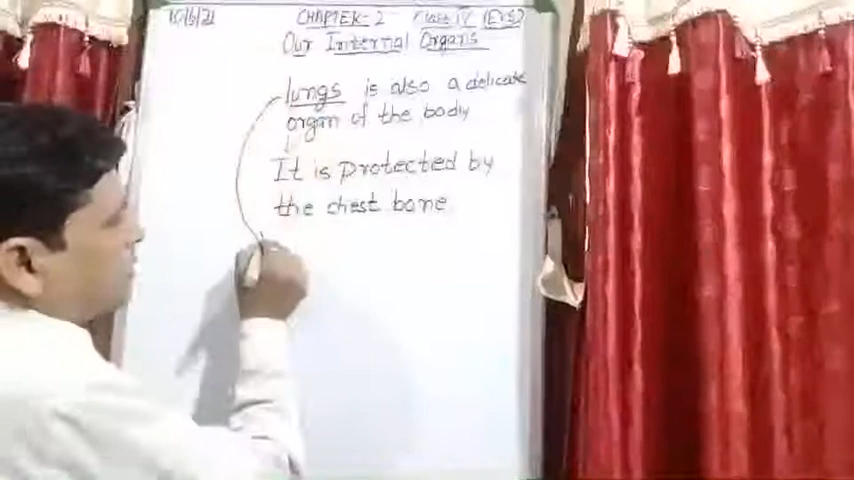 10/6/21 CHAPTER-2 Class IV (EVS)
Our Internal Organs
lungs is also a delicate
organ of the body
It is protected by
the chest bone